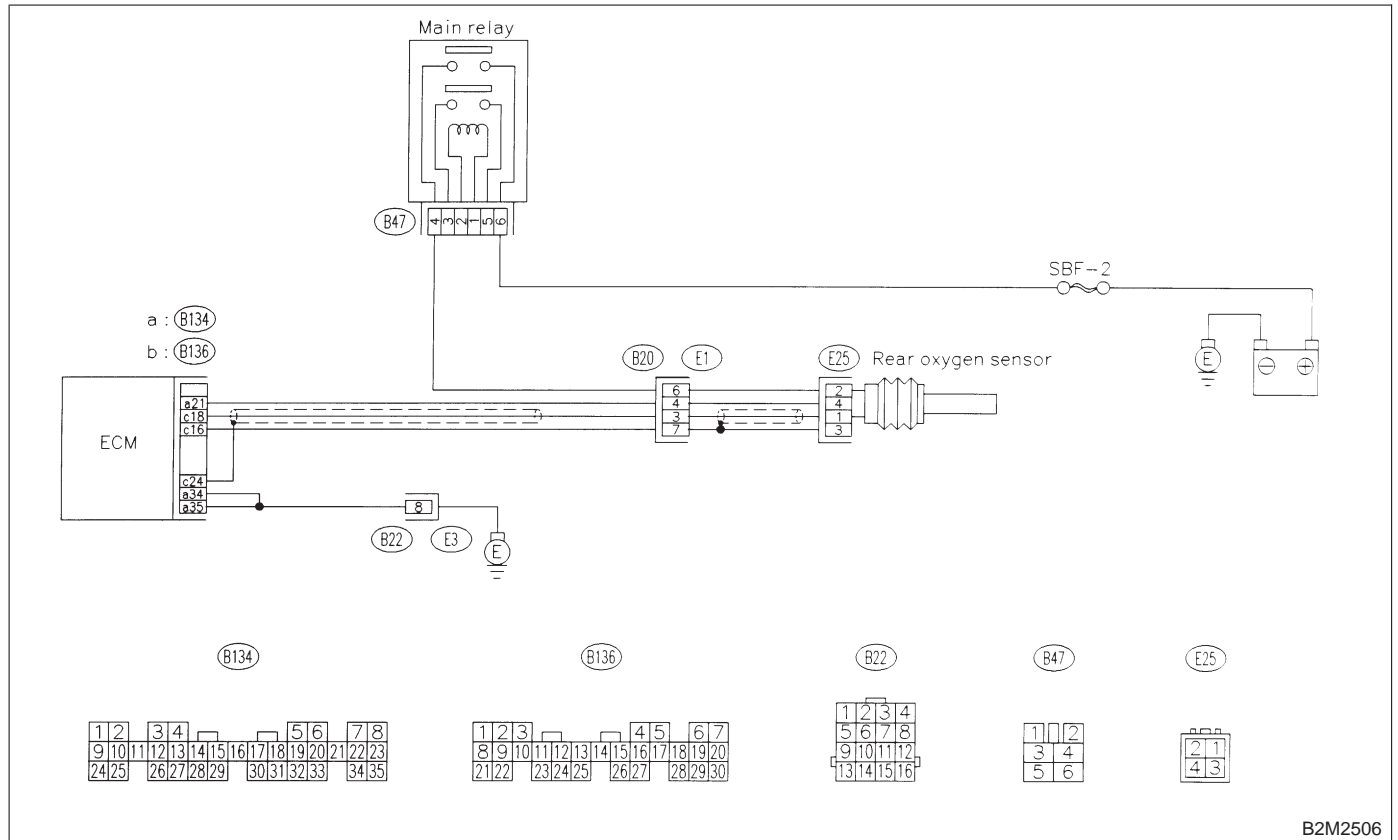 Main relay
B47
4 3 2 1 5 6
SBF-2
a : B134
b : B136
B20 E1 E25 Rear oxygen sensor
E
- +
ECM
a21
c18
c16
c24
a34
a35
6
4
3
7
2
4
1
3
8
B22 E3
E
B134
1 2 3 4 5 6 7 8
9 10 11 12 13 14 15 16 17 18 19 20 21 22 23
24 25 26 27 28 29 30 31 32 33 34 35
B136
1 2 3 4 5 6 7
8 9 10 11 12 13 14 15 16 17 18 19 20
21 22 23 24 25 26 27 28 29 30
B22
1 2 3 4
5 6 7 8
9 10 11 12
13 14 15 16
B47
1 2
3 4
5 6
E25
2 1
4 3
B2M2506